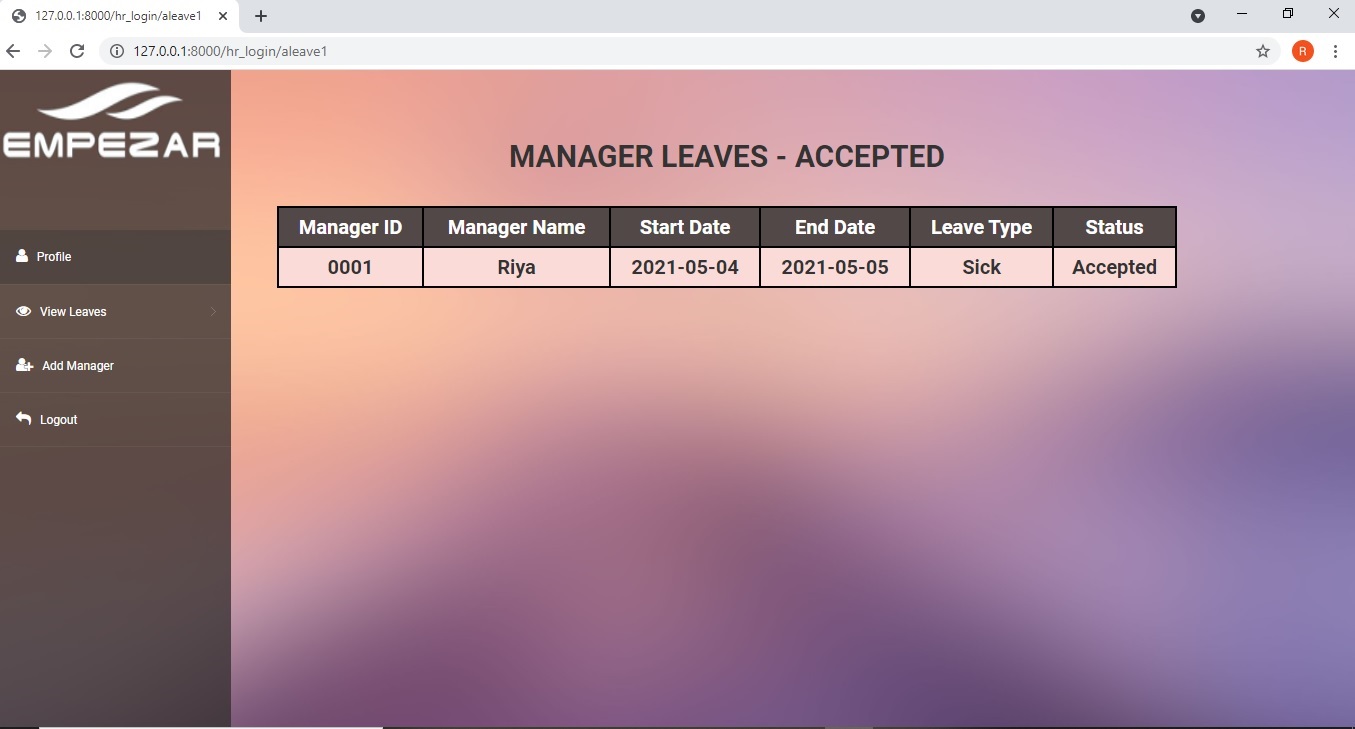 127.0.0.1:8000/hr_login/aleave1
127.0.0.1:8000/hr_login/aleave1
R
EMPEZAR
MANAGER LEAVES - ACCEPTED
Manager ID Manager Name Start Date End Date Leave Type Status
0001 Riya 2021-05-04 2021-05-05 Sick Accepted
Profile
View Leaves
Add Manager
Logout